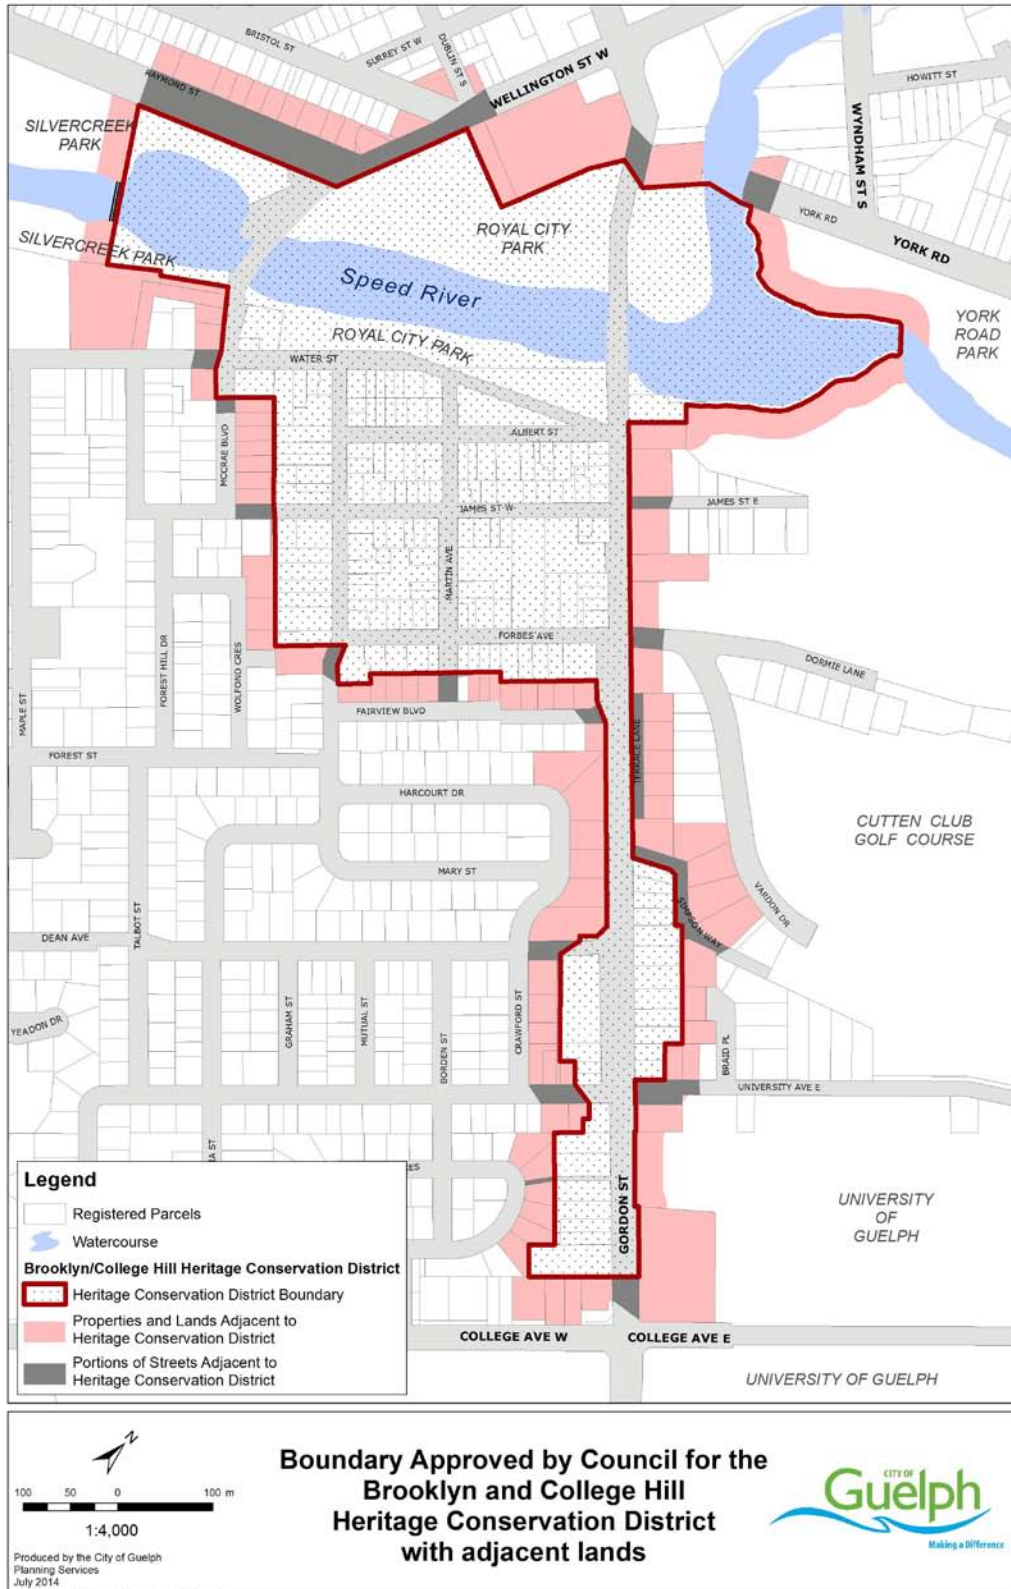 BRISTOL ST
SURREY ST W
DUBLIN ST S
WELLINGTON ST W
HOWITT ST
RAYMOND ST
WYNDHAM ST S
SILVERCREEK
PARK
ROYAL CITY
PARK
YORK RD
YORK RD
SILVERCREEK PARK
Speed River
YORK
ROAD
PARK
ROYAL CITY PARK
WATER ST
ALBERT ST
MCCRAE BLVD
JAMES ST W
JAMES ST E
MARTIN AVE
FORBES AVE
DORMIE LANE
MAPLE ST
FOREST HILL DR
WOLFOND CRES
FAIRVIEW BLVD
FOREST ST
TERRACE LANE
HARCOURT DR
CUTTEN CLUB
GOLF COURSE
MARY ST
VARDON DR
SIMPSON WAY
TALBOT ST
DEAN AVE
YEADON DR
GRAHAM ST
MUTUAL ST
BORDEN ST
CRAWFORD ST
BRAID PL
UNIVERSITY AVE E
IA ST
RES
GORDON ST
UNIVERSITY
OF
GUELPH
Legend
Registered Parcels
Watercourse
Brooklyn/College Hill Heritage Conservation District
Heritage Conservation District Boundary
Properties and Lands Adjacent to
Heritage Conservation District
Portions of Streets Adjacent to
Heritage Conservation District
COLLEGE AVE W
COLLEGE AVE E
UNIVERSITY OF GUELPH
N
100 50 0 100 m
1:4,000
Produced by the City of Guelph
Planning Services
July 2014
Boundary Approved by Council for the
Brooklyn and College Hill
Heritage Conservation District
with adjacent lands
CITY OF
Guelph
Making a Difference